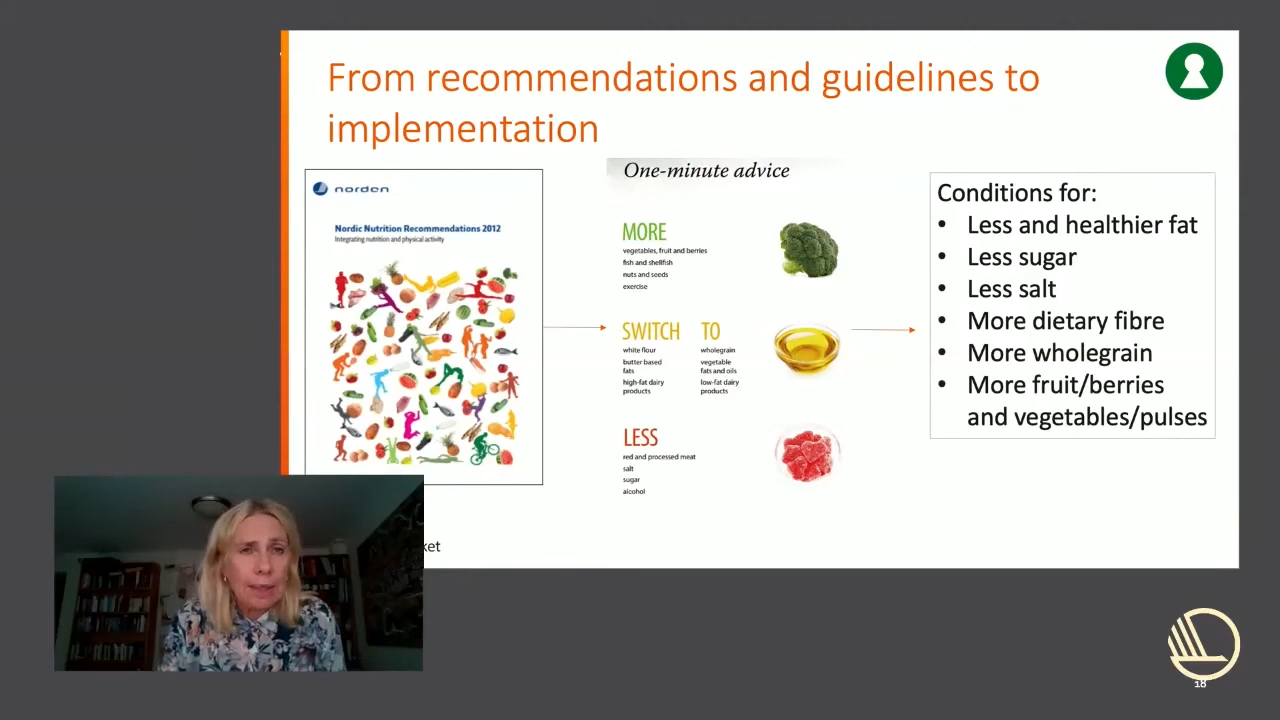 From recommendations and guidelines to
implementation
norden
Nordic Nutrition Recommendations 2012
Integrating nutrition and physical activity
One-minute advice
MORE
vegetables, fruit and berries
fish and shellfish
nuts and seeds
exercise
SWITCH TO
white flour wholegrain
butter based vegetable
fats fats and oils
high-fat dairy low-fat dairy
products products
LESS
red and processed meat
salt
sugar
alcohol
Conditions for:
• Less and healthier fat
• Less sugar
• Less salt
• More dietary fibre
• More wholegrain
• More fruit/berries
and vegetables/pulses
18